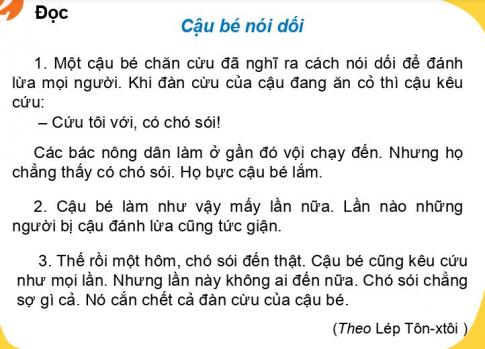 Đọc
Cậu bé nói dối
1. Một cậu bé chăn cừu đã nghĩ ra cách nói dối để đánh
lừa mọi người. Khi đàn cừu của cậu đang ăn cỏ thì cậu kêu
cứu:
– Cứu tôi với, có chó sói!
Các bác nông dân làm ở gần đó vội chạy đến. Nhưng họ
chẳng thấy có chó sói. Họ bực cậu bé lắm.
2. Cậu bé làm như vậy mấy lần nữa. Lần nào những
người bị cậu đánh lừa cũng tức giận.
3. Thế rồi một hôm, chó sói đến thật. Cậu bé cũng kêu cứu
như mọi lần. Nhưng lần này không ai đến nữa. Chó sói chẳng
sợ gì cả. Nó cắn chết cả đàn cừu của cậu bé.
(Theo Lép Tôn-xtôi )